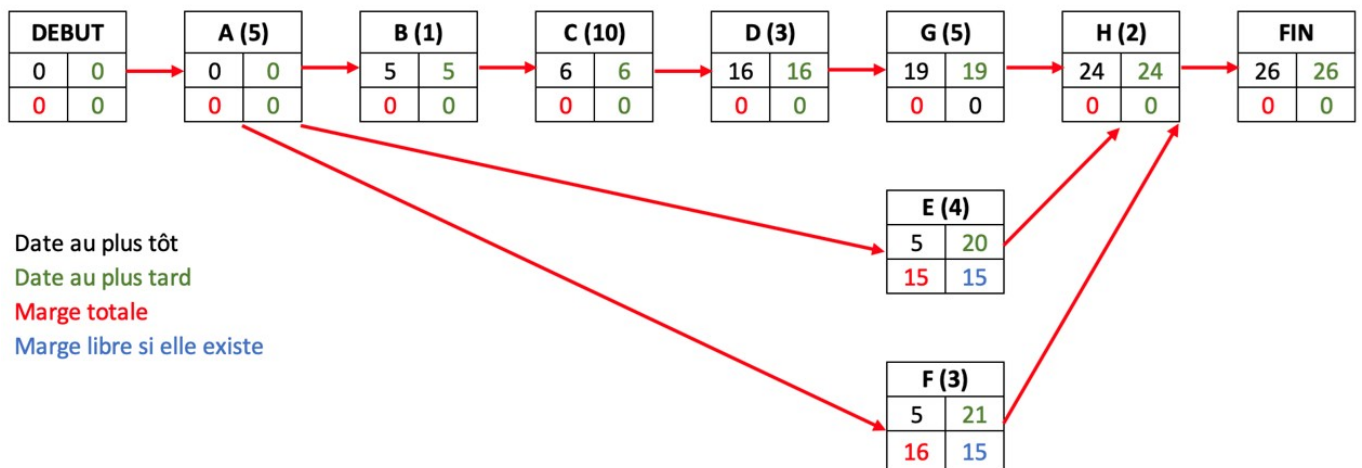 DEBUT A (5) B (1) C (10) D (3) G (5) H (2) FIN
0 0 0 0 5 5 6 6 16 16 19 19 24 24 26 26
0 0 0 0 0 0 0 0 0 0 0 0 0 0 0 0
E (4)
5 20
15 15
Date au plus tôt
Date au plus tard
Marge totale
Marge libre si elle existe
F (3)
5 21
16 15